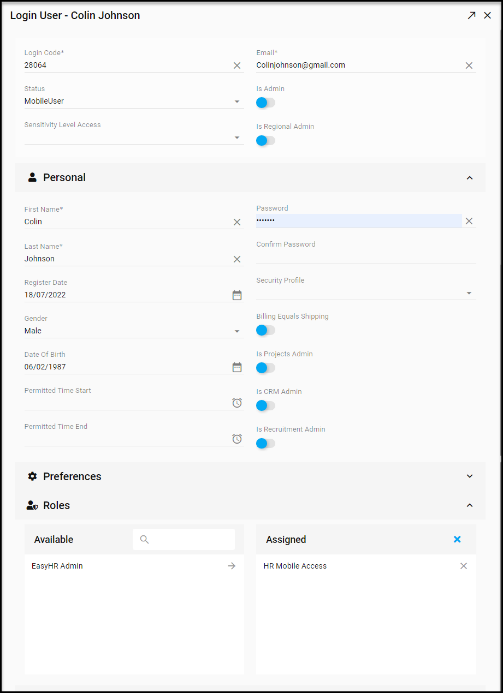 Login User - Colin Johnson
Login Code*
28064
Email*
Colinjohnson@gmail.com
Status
MobileUser
Is Admin
Sensitivity Level Access
Is Regional Admin
Personal
First Name*
Colin
Password
•••••••
Last Name*
Johnson
Confirm Password
Register Date
18/07/2022
Security Profile
Gender
Male
Billing Equals Shipping
Date Of Birth
06/02/1987
Is Projects Admin
Permitted Time Start
Is CRM Admin
Permitted Time End
Is Recruitment Admin
Preferences
Roles
Available
Assigned
EasyHR Admin
HR Mobile Access